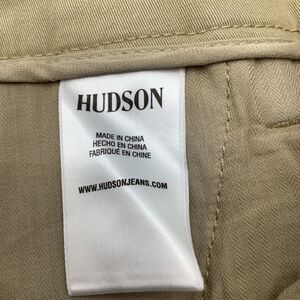 HUDSON
MADE IN CHINA
HECHO EN CHINA
FABRIQUÉ EN CHINE
WWW.HUDSONJEANS.COM